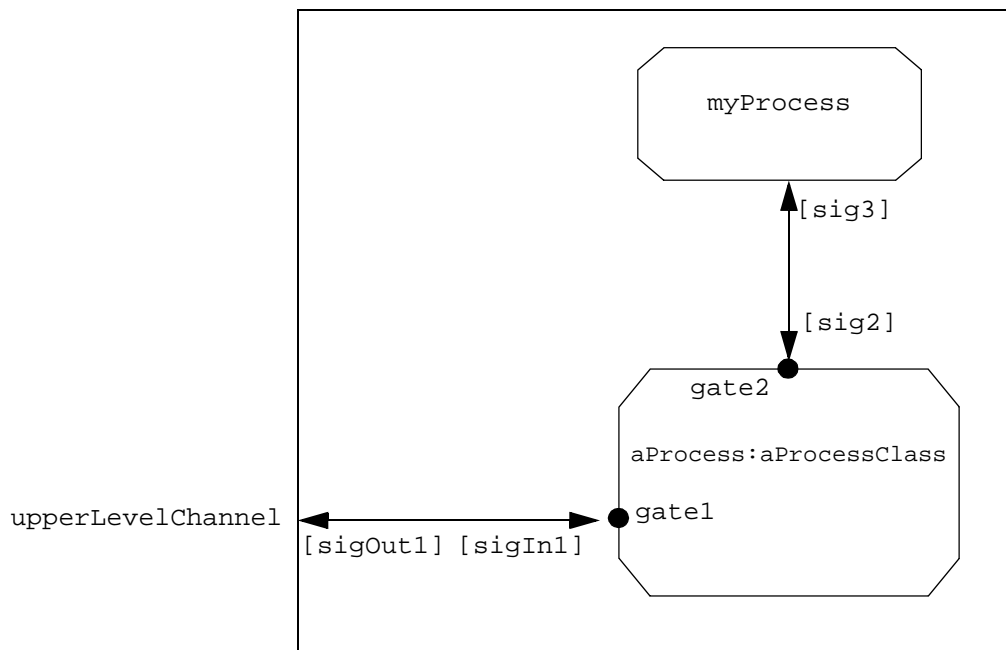 myProcess
[sig3]
[sig2]
gate2
aProcess:aProcessClass
upperLevelChannel
gate1
[sigOut1] [sigIn1]